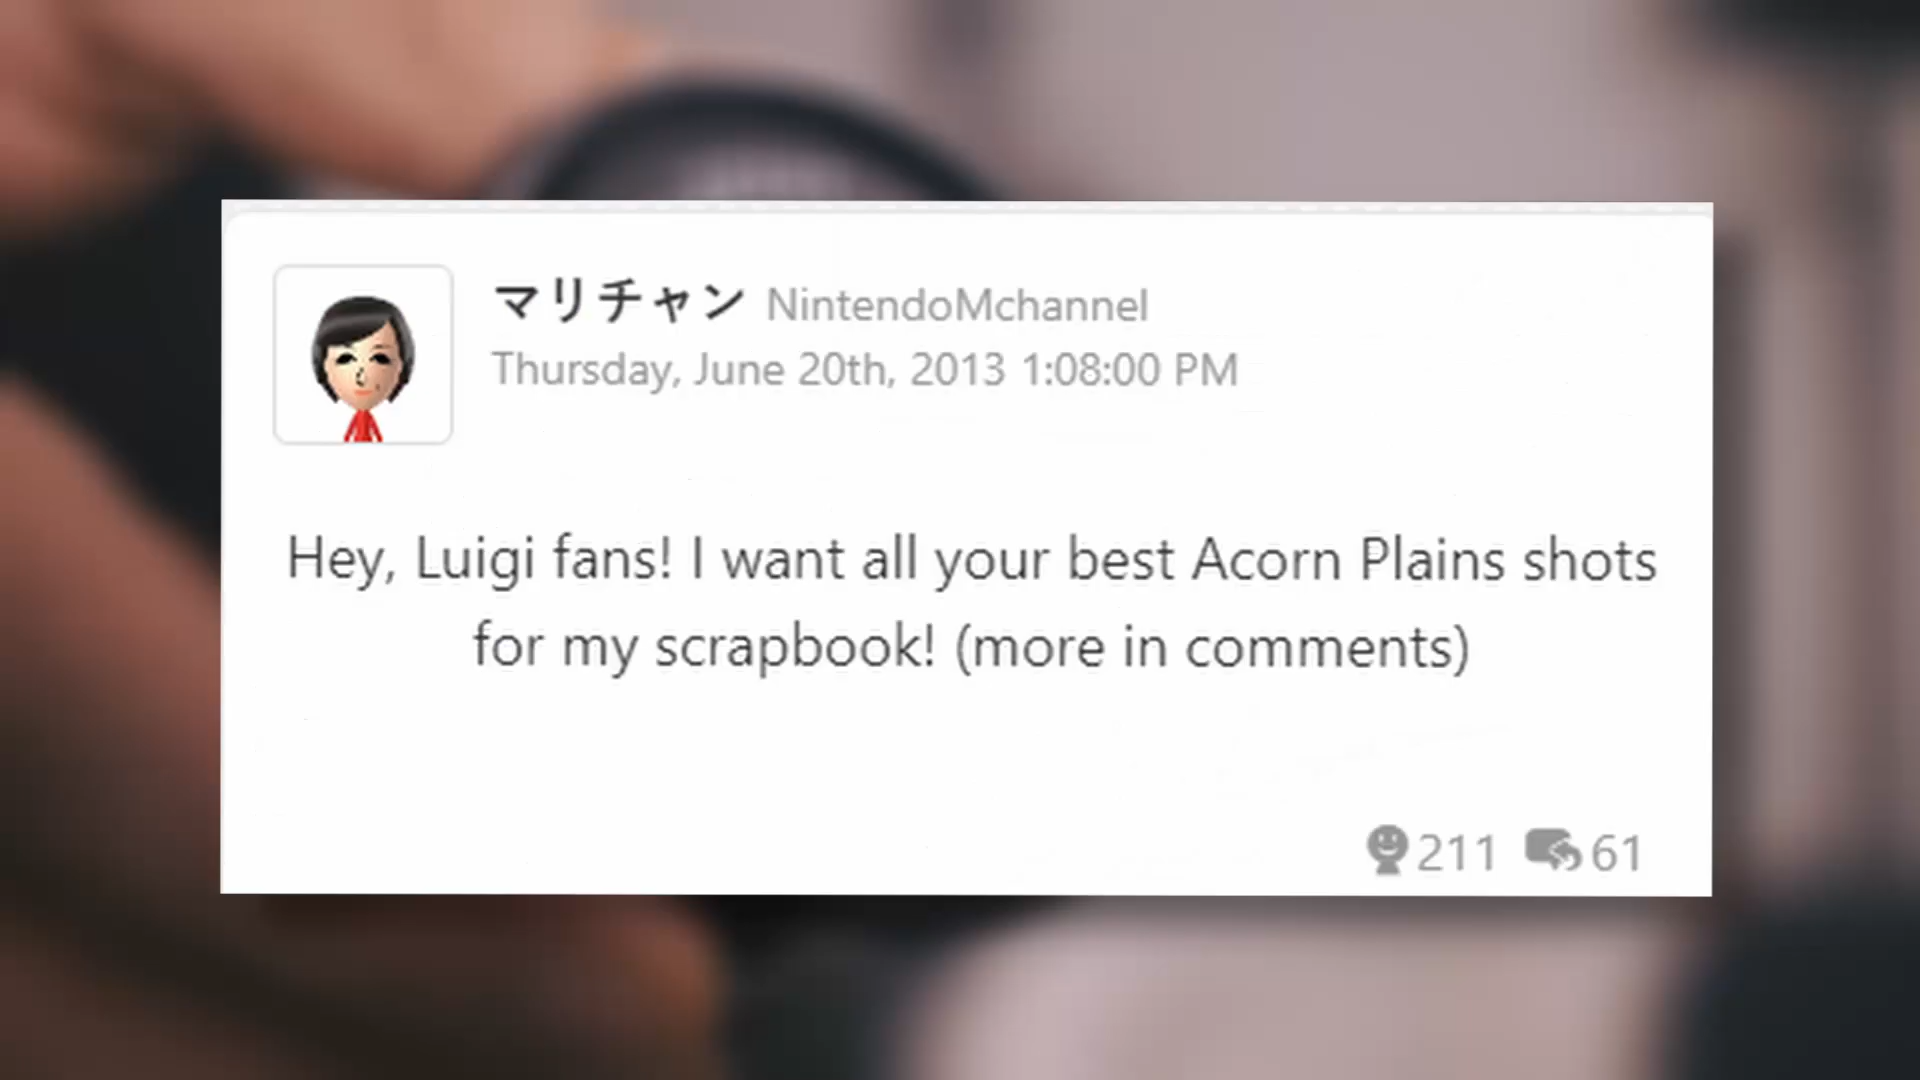 マリチャン NintendoMchannel
Thursday, June 20th, 2013 1:08:00 PM
Hey, Luigi fans! I want all your best Acorn Plains shots
for my scrapbook! (more in comments)
211 61